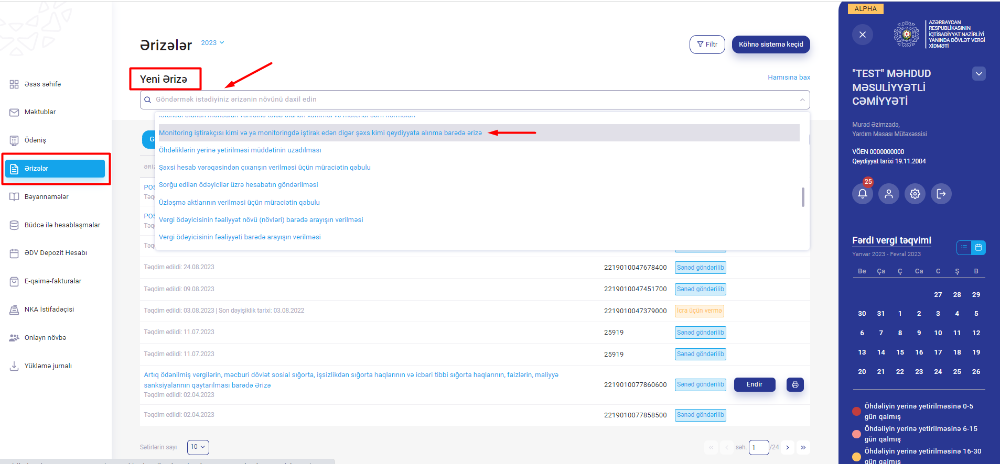 ALPHA
AZƏRBAYCAN
RESPUBLİKASININ
İQTİSADİYYAT NAZİRLİYİ
YANINDA DÖVLƏT VERGİ
XİDMƏTİ
Ərizələr
2023
Filtr
Köhnə sistemə keçid
Yeni Ərizə
Hamısına bax
Göndərmək istədiyiniz ərizənin növünü daxil edin
Əsas səhifə
Məktublar
Ödəniş
Ərizələr
Bəyannamələr
Büdcə ilə hesablaşmalar
ƏDV Depozit Hesabı
E-qaimə-fakturalar
NKA İstifadəçisi
Onlayn növbə
Yükləmə jurnalı
Monitoring iştirakçısı kimi və ya monitoringdə iştirak edən digər şəxs kimi qeydiyyata alınma barədə ərizə
Öhdəliklərin yerinə yetirilməsi müddətinin uzadılması
ƏRİZ
Şəxsi hesab vərəqəsindən çıxarışın verilməsi üçün müraciətin qəbulu
POS
Sorğu edilən ödəyicilər üzrə hesabatın göndərilməsi
Təqd
Üzləşmə aktlarının verilməsi üçün müraciətin qəbulu
POS
Vergi ödəyicisinin fəaliyyət növü (növləri) barədə arayışın verilməsi
Təqd
Vergi ödəyicisinin fəaliyyəti barədə arayışın verilməsi
Təqd
Təqdim edildi: 24.08.2023
2219010047678400
Sənəd göndərilib
Təqdim edildi: 09.08.2023
2219010047451700
Sənəd göndərilib
Təqdim edildi: 03.08.2023 | Son dəyişiklik tarixi: 03.08.2022
2219010047379000
İcra üçün vermə
Təqdim edildi: 11.07.2023
25919
Sənəd göndərilib
Təqdim edildi: 11.07.2023
25919
Sənəd göndərilib
Artıq ödənilmiş vergilərin, məcburi dövlət sosial sığorta, işsizlikdən sığorta haqlarının və icbari tibbi sığorta haqlarının, faizlərin, maliyyə
sanksiyalarının qaytarılması barədə Ərizə
Təqdim edildi: 02.04.2023
2219010077860600
Sənəd göndərilib
Endir
Təqdim edildi: 02.04.2023
2219010077858500
Sənəd göndərilib
Sətirlərin sayı
10
« ‹ səh. 1 /24 › »
"TEST" MƏHDUD
MƏSULİYYƏTLİ
CƏMİYYƏTİ
Murad Əzimzadə,
Yardım Masası Mütəxəssisi
VÖEN 0000000000
Qeydiyyat tarixi 19.11.2004
25
Fərdi vergi təqvimi
Yanvar 2023 - Fevral 2023
Be Ça Ç Ca C Ş B
27 28 29
30 31 1 2 3 4 5
6 7 8 9 10 11 12
13 14 15 16 17 18 19
20 21 22 23 24 25 26
Öhdəliyin yerinə yetirilməsinə 0-5
gün qalmış
Öhdəliyin yerinə yetirilməsinə 6-15
gün qalmış
Öhdəliyin yerinə yetirilməsinə 16-30
gün qalmış